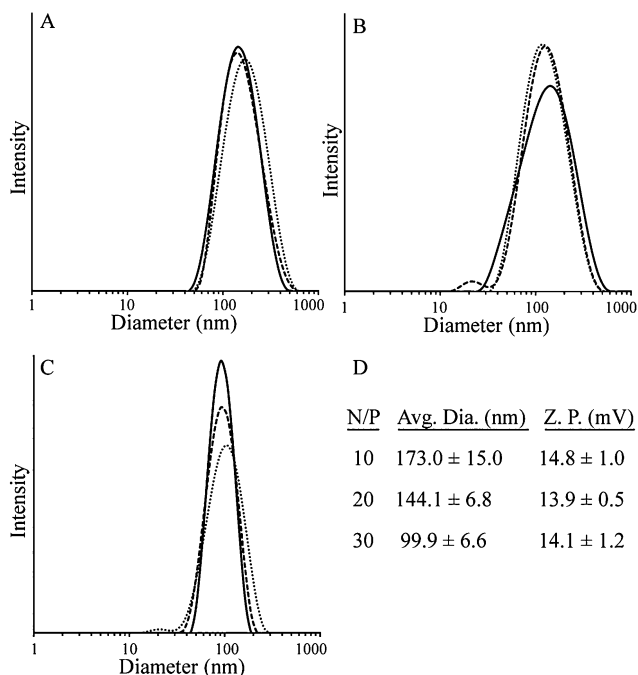 A
Intensity
1 10 100 1000
Diameter (nm)
B
Intensity
1 10 100 1000
Diameter (nm)
C
Intensity
1 10 100 1000
Diameter (nm)
D
N/P Avg. Dia. (nm) Z. P. (mV)
10 173.0 ± 15.0 14.8 ± 1.0
20 144.1 ± 6.8 13.9 ± 0.5
30 99.9 ± 6.6 14.1 ± 1.2